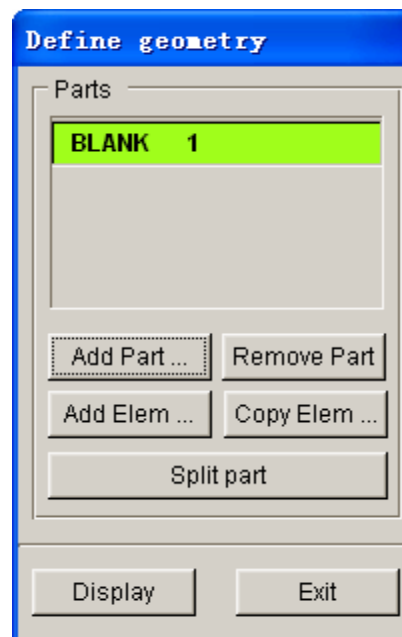 Define geometry
Parts
BLANK 1
Add Part ... Remove Part
Add Elem ... Copy Elem ...
Split part
Display Exit